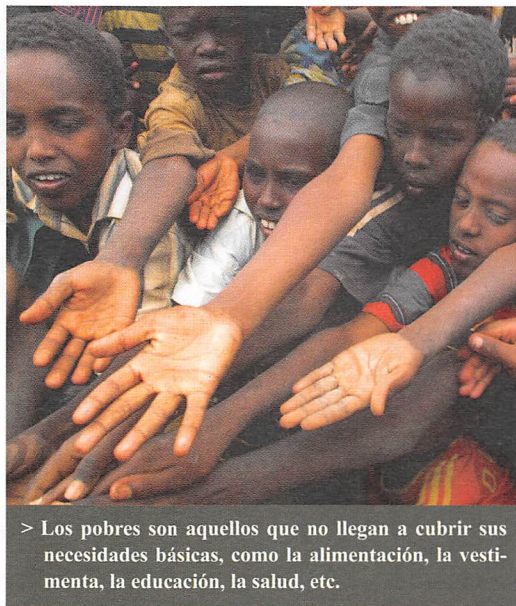 > Los pobres son aquellos que no llegan a cubrir sus
necesidades básicas, como la alimentación, la vesti-
menta, la educación, la salud, etc.